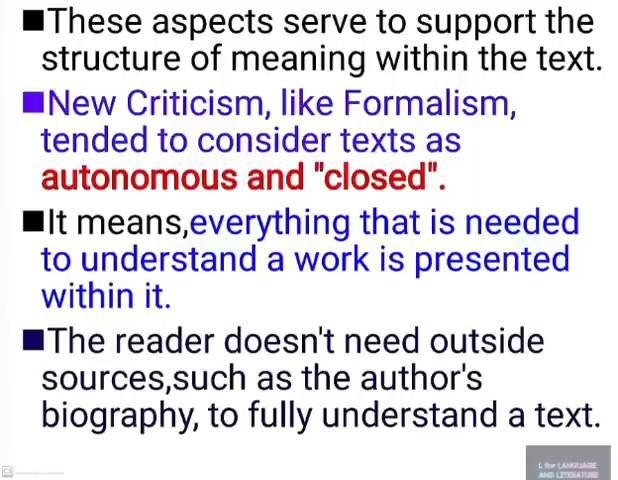 ■These aspects serve to support the
structure of meaning within the text.
■New Criticism, like Formalism,
tended to consider texts as
autonomous and "closed".
■It means,everything that is needed
to understand a work is presented
within it.
■The reader doesn't need outside
sources,such as the author's
biography, to fully understand a text.
L for LANGUAGE
AND LITERATURE
CS